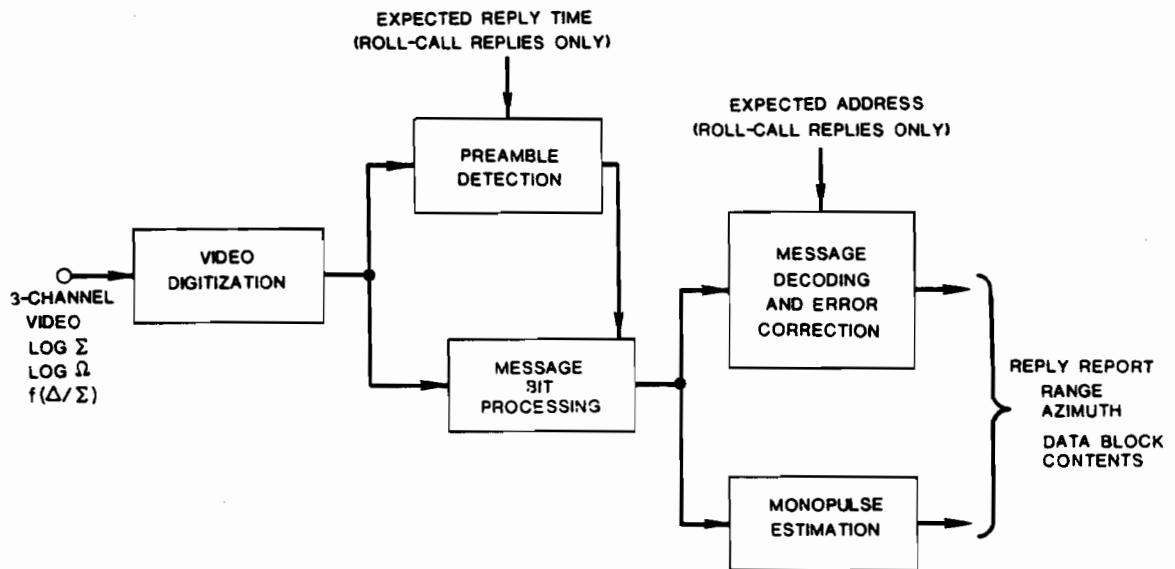 EXPECTED REPLY TIME
(ROLL-CALL REPLIES ONLY)
EXPECTED ADDRESS
(ROLL-CALL REPLIES ONLY)
PREAMBLE
DETECTION
VIDEO
DIGITIZATION
3-CHANNEL
VIDEO
LOG Σ
LOG Ω
f(Δ/Σ)
MESSAGE
BIT
PROCESSING
MESSAGE
DECODING
AND ERROR
CORRECTION
MONOPULSE
ESTIMATION
REPLY REPORT
RANGE
AZIMUTH
DATA BLOCK
CONTENTS